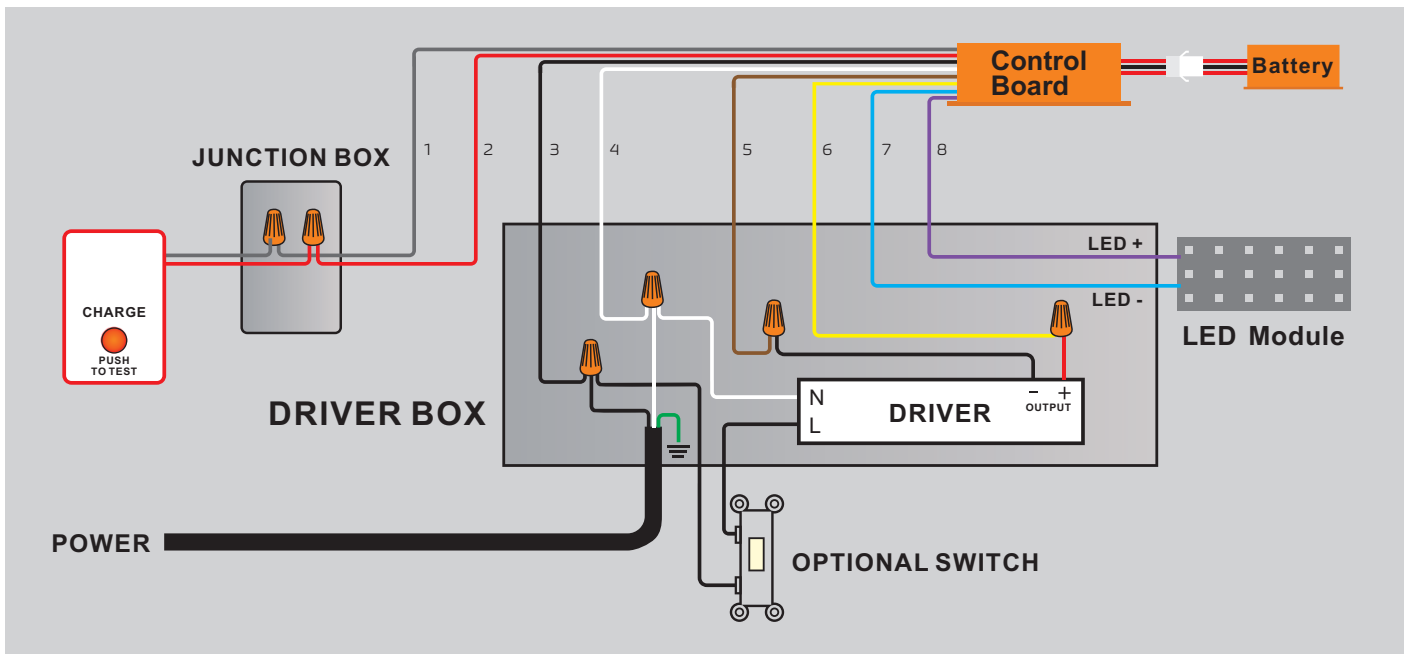 Control
Board
Battery
1
2
3
4
5
6
7
8
JUNCTION BOX
LED +
LED -
LED Module
CHARGE
PUSH
TO TEST
DRIVER BOX
N
L
DRIVER
- +
OUTPUT
POWER
OPTIONAL SWITCH